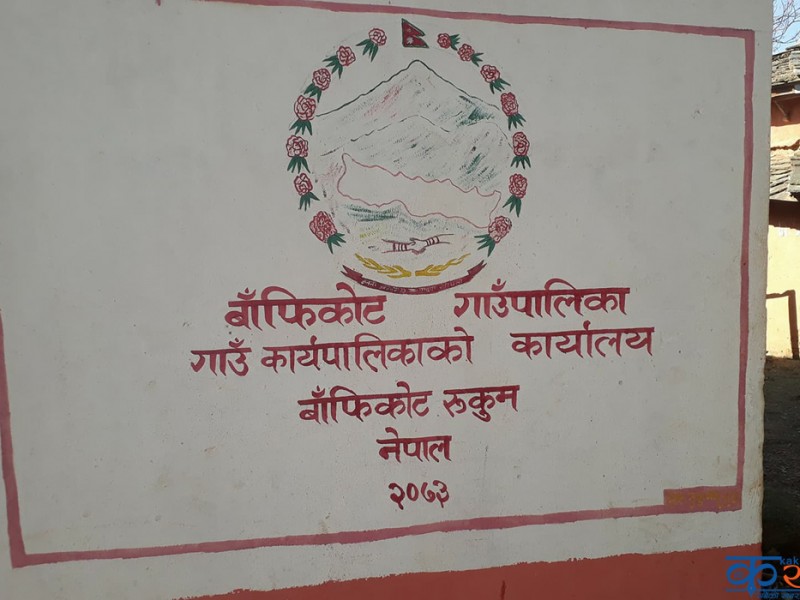 बाँफिकोट गाउँपालिका
गाउँ कार्यपालिकाको कार्यालय
बाँफिकोट रूकुम
नेपाल
२०७३